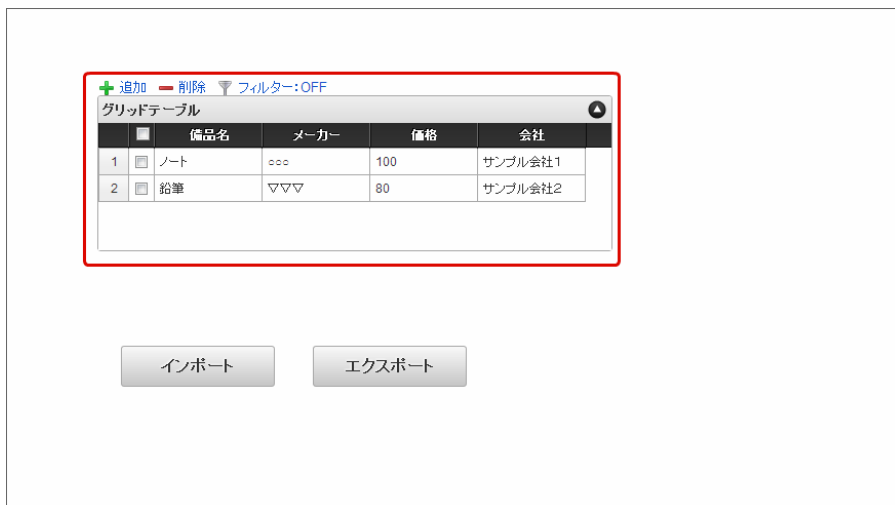 追加 削除 フィルター:OFF
グリッドテーブル
備品名 メーカー 価格 会社
1 ノート ○○○ 100 サンプル会社1
2 鉛筆 ▽▽▽ 80 サンプル会社2
インポート エクスポート